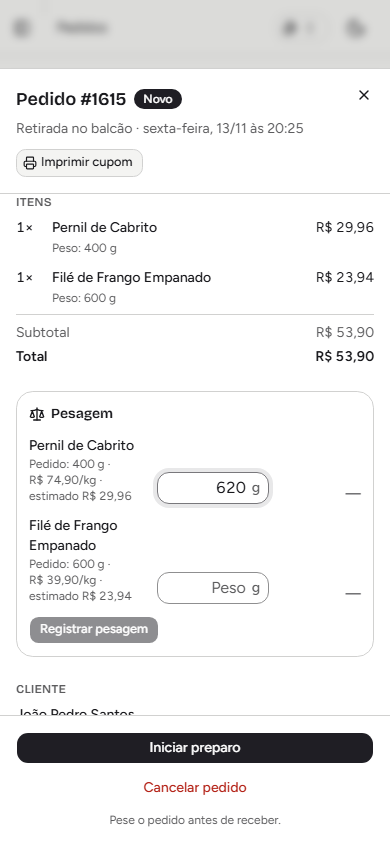 Pedidos
Pedido #1615 Novo
Retirada no balcão · sexta-feira, 13/11 às 20:25
Imprimir cupom
ITENS
1× Pernil de Cabrito R$ 29,96
Peso: 400 g
1× Filé de Frango Empanado R$ 23,94
Peso: 600 g
Subtotal R$ 53,90
Total R$ 53,90
Pesagem
Pernil de Cabrito
Pedido: 400 g ·
R$ 74,90/kg ·
estimado R$ 29,96
620 g —
Filé de Frango
Empanado
Pedido: 600 g ·
R$ 39,90/kg ·
estimado R$ 23,94
Peso g —
Registrar pesagem
CLIENTE
João Pedro Santos
Iniciar preparo
Cancelar pedido
Pese o pedido antes de receber.